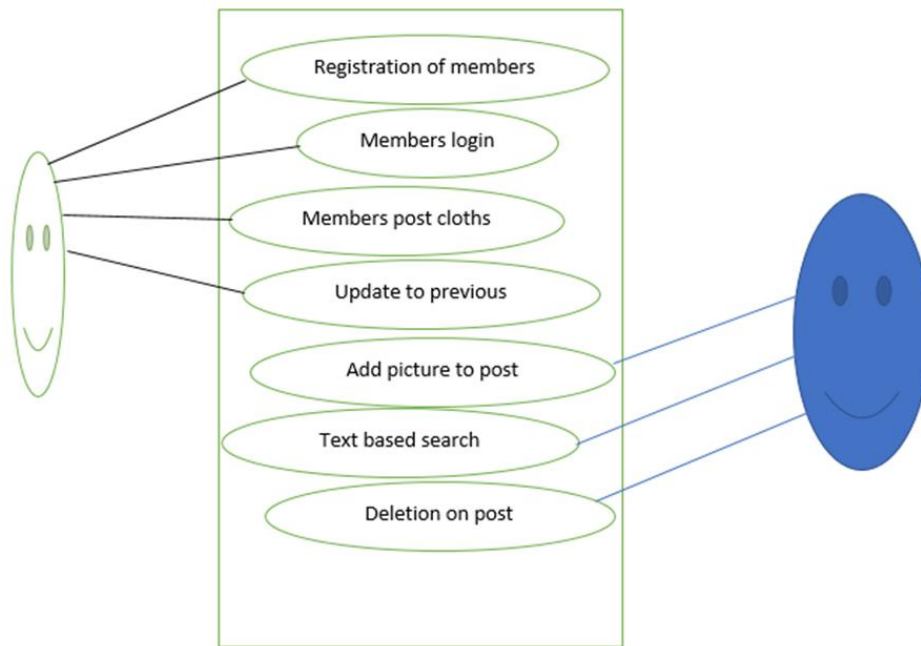 Registration of members
Members login
Members post cloths
Update to previous
Add picture to post
Text based search
Deletion on post